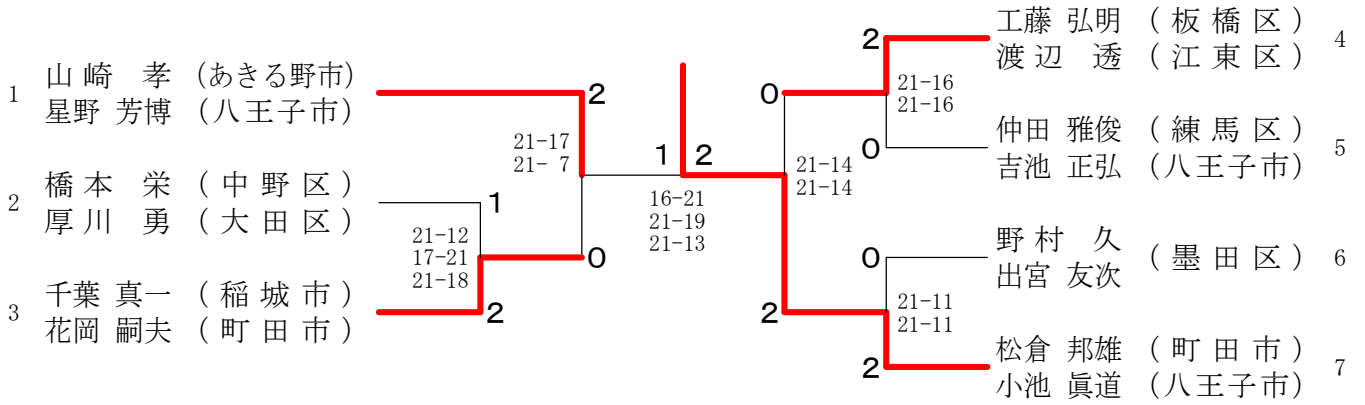 1
山 崎　孝 (あきる野市)
星野 芳博 (八王子市)
2
橋 本　栄 ( 中 野 区 )
厚 川　勇 ( 大 田 区 )
3
千葉 真一 ( 稲 城 市 )
花岡 嗣夫 ( 町 田 市 )
2
21-17
21- 7
1
21-12
17-21
21-18
0
2
1 2
16-21
21-19
21-13
0
21-14
21-14
2
2
21-16
21-16
0
0
21-11
21-11
2
工藤 弘明 ( 板 橋 区 )
渡 辺　透 ( 江 東 区 )
4
仲田 雅俊 ( 練 馬 区 )
吉池 正弘 (八王子市)
5
野 村　久
出宮 友次
( 墨 田 区 ) 6
松倉 邦雄 ( 町 田 市 )
小池 眞道 (八王子市)
7